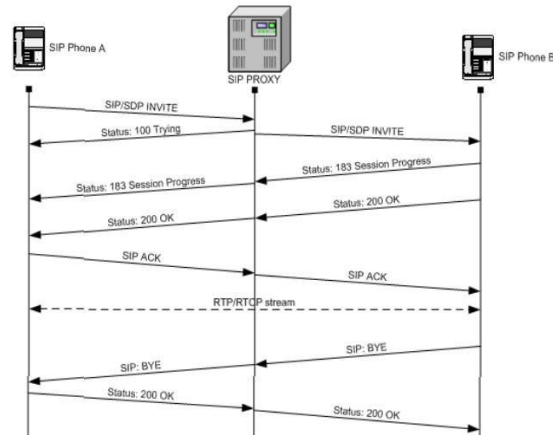 SIP Phone A
SIP PROXY
SIP Phone B
SIP/SDP INVITE
Status: 100 Trying
SIP/SDP INVITE
Status: 183 Session Progress
Status: 183 Session Progress
Status: 200 OK
Status: 200 OK
SIP ACK
SIP ACK
RTP/RTCP stream
SIP: BYE
SIP: BYE
Status: 200 OK
Status: 200 OK